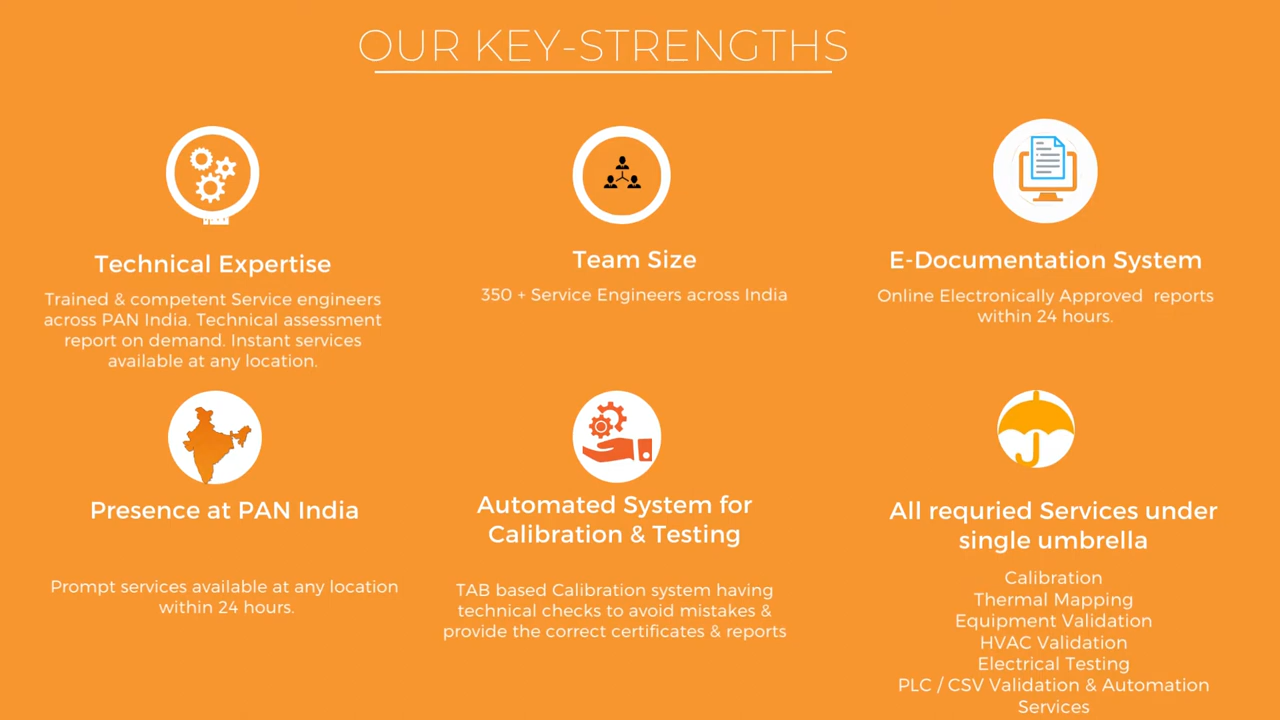 OUR KEY-STRENGTHS
Technical Expertise
Trained & competent Service engineers
across PAN India. Technical assessment
report on demand. Instant services
available at any location.
Team Size
350 + Service Engineers across India
E-Documentation System
Online Electronically Approved reports
within 24 hours.
Presence at PAN India
Prompt services available at any location
within 24 hours.
Automated System for
Calibration & Testing
TAB based Calibration system having
technical checks to avoid mistakes &
provide the correct certificates & reports
All requried Services under
single umbrella
Calibration
Thermal Mapping
Equipment Validation
HVAC Validation
Electrical Testing
PLC / CSV Validation & Automation
Services